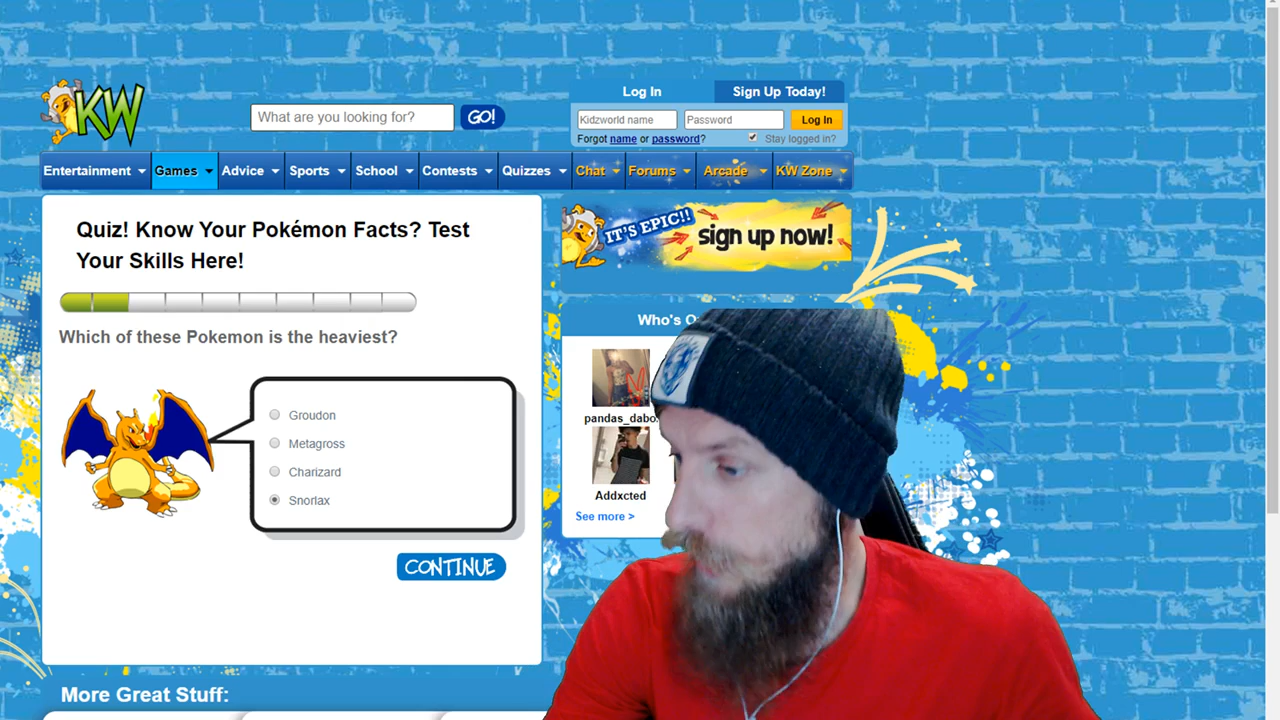 KW
What are you looking for?
GO!
Log In
Sign Up Today!
Kidzworld name
Password
Log In
Forgot name or password?
Stay logged in?
Entertainment
Games
Advice
Sports
School
Contests
Quizzes
Chat
Forums
Arcade
KW Zone
Quiz! Know Your Pokémon Facts? Test
Your Skills Here!
Which of these Pokemon is the heaviest?
Groudon
Metagross
Charizard
Snorlax
CONTINUE
IT'S EPIC!!
sign up now!
Who's
pandas_dabo
Addxcted
See more >
More Great Stuff: